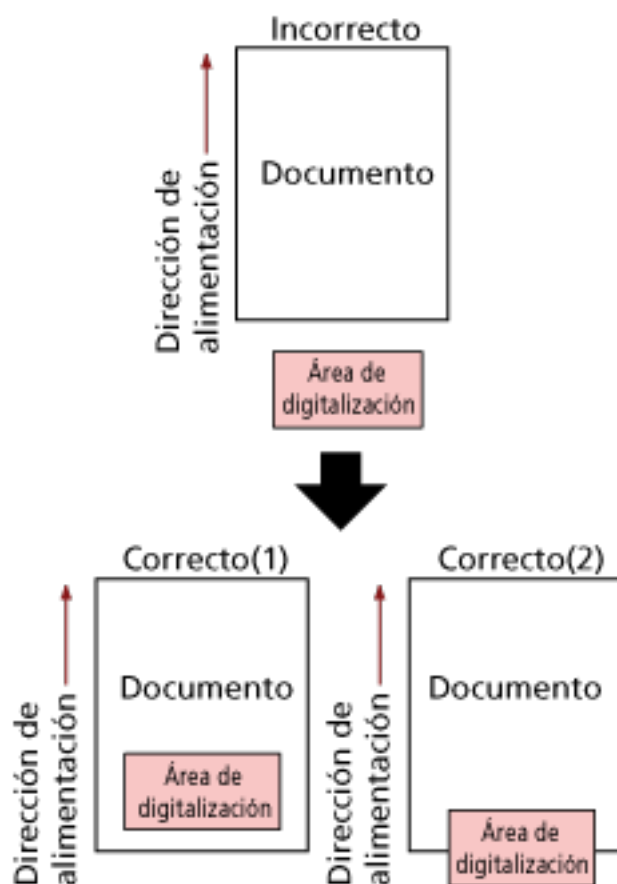 Incorrecto
Dirección de
alimentación
Documento
Área de
digitalización
Correcto(1)
Dirección de
alimentación
Documento
Área de
digitalización
Correcto(2)
Dirección de
alimentación
Documento
Área de
digitalización